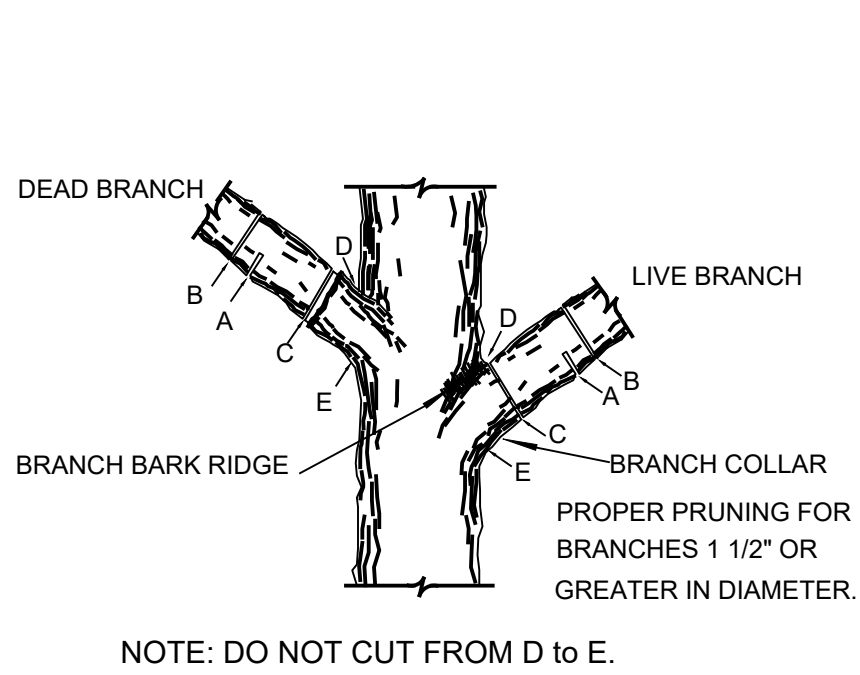 DEAD BRANCH
D
LIVE BRANCH
B
A
D
C
B
A
E
C
BRANCH BARK RIDGE
E
BRANCH COLLAR
PROPER PRUNING FOR
BRANCHES 1 1/2" OR
GREATER IN DIAMETER.
NOTE: DO NOT CUT FROM D to E.